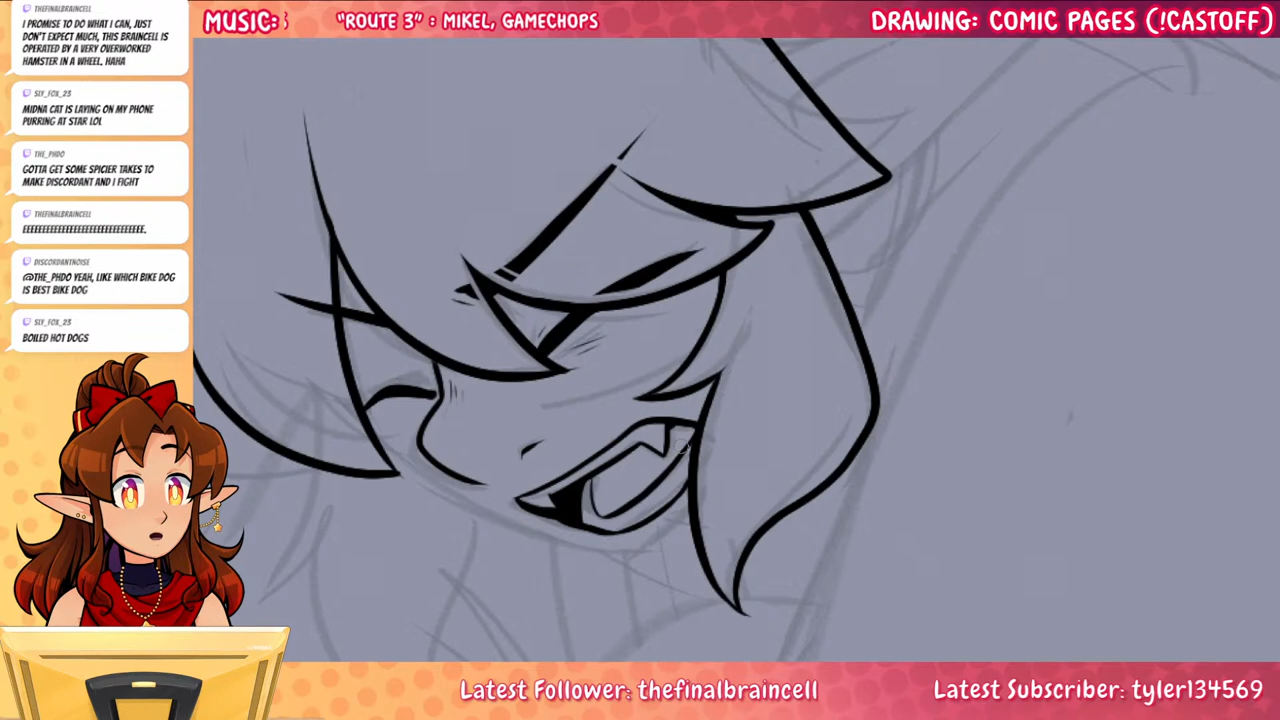 THEFINALBRAINCELL
I PROMISE TO DO WHAT I CAN, JUST
DON'T EXPECT MUCH, THIS BRAINCELL IS
OPERATED BY A VERY OVERWORKED
HAMSTER IN A WHEEL. HAHA
SLY_FOX_23
MIDNA CAT IS LAYING ON MY PHONE
PURRING AT STAR LOL
THE_PHDO
GOTTA GET SOME SPICIER TAKES TO
MAKE DISCORDANT AND I FIGHT
THEFINALBRAINCELL
DISCORDANTNOISE
@THE_PHDO YEAH, LIKE WHICH BIKE DOG
IS BEST BIKE DOG
SLY_FOX_23
BOILED HOT DOGS
MUSIC: "ROUTE 3" : MIKEL, GAMECHOPS
DRAWING: COMIC PAGES (!CASTOFF)
Latest Follower: thefinalbraincell
Latest Subscriber: tyler134569